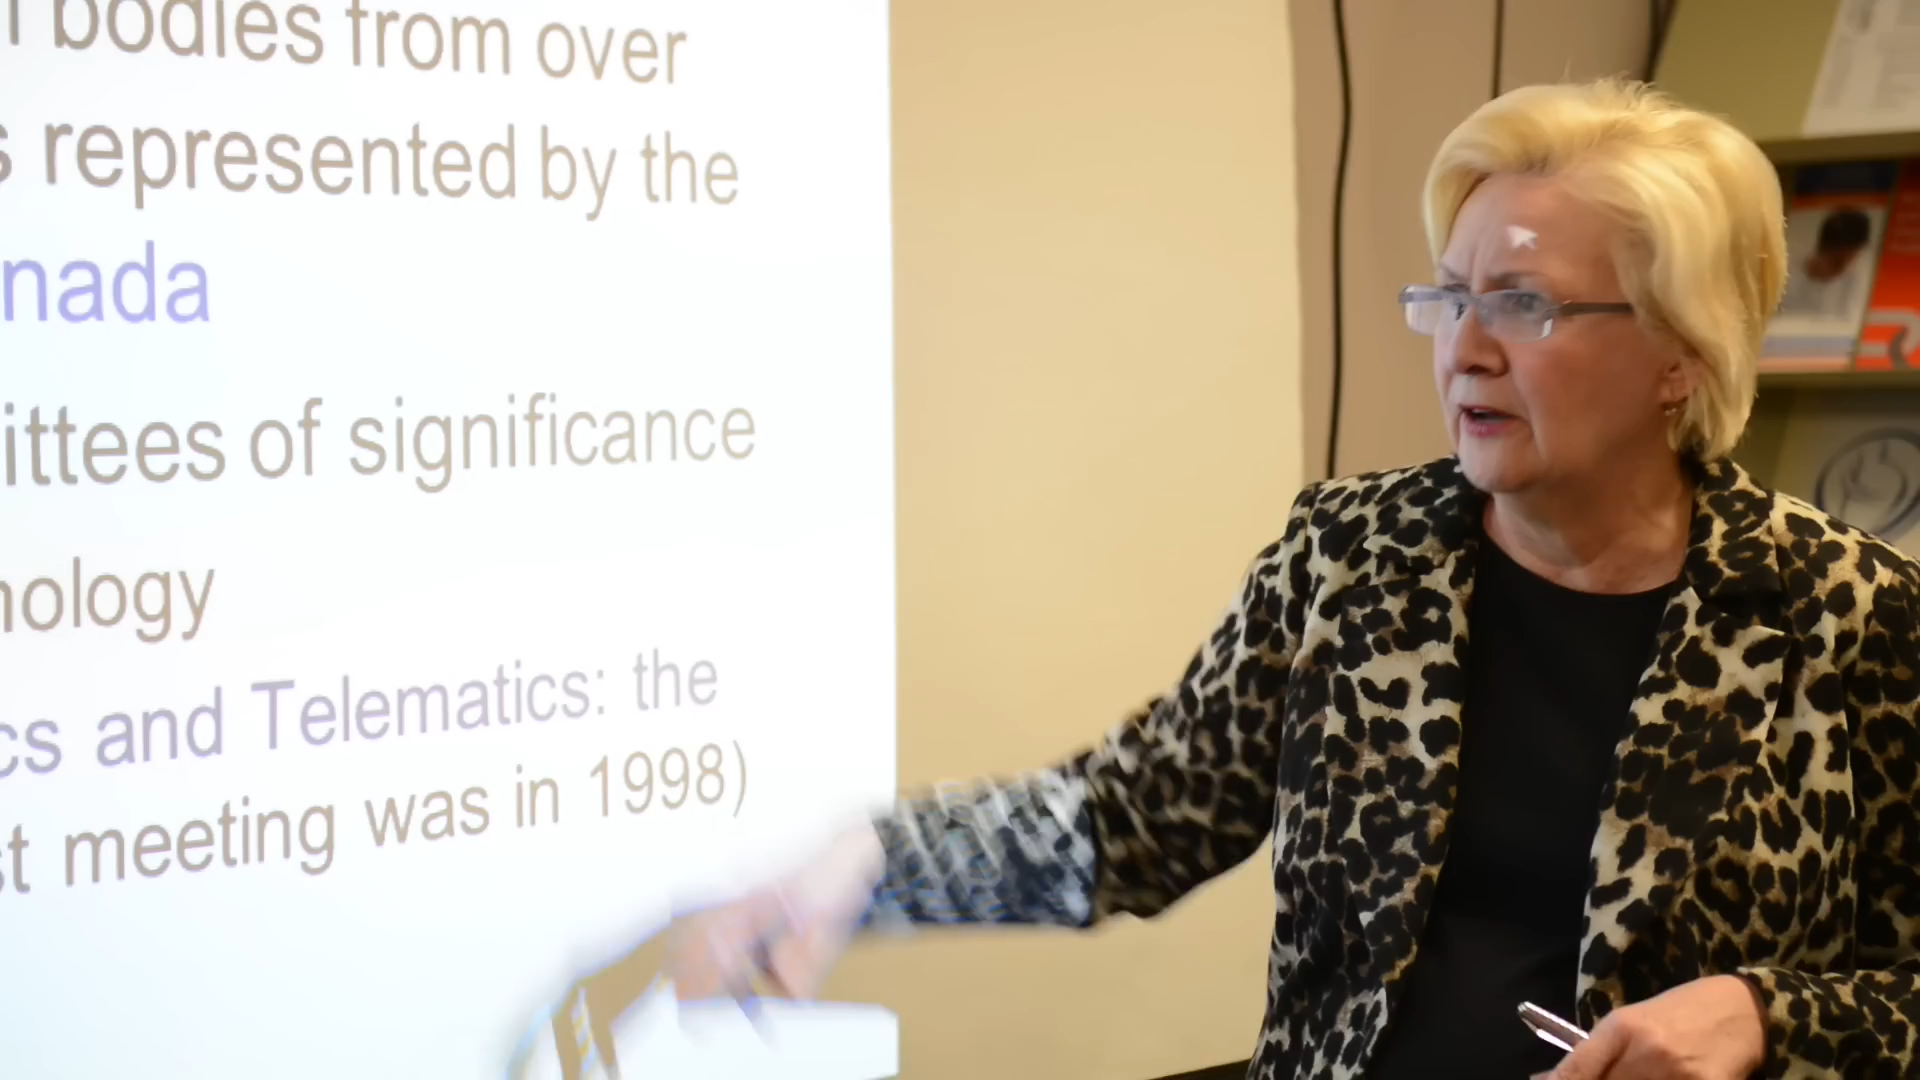 bodies from over
represented by the
nada
ittees of significance
nology
cs and Telematics: the
st meeting was in 1998)